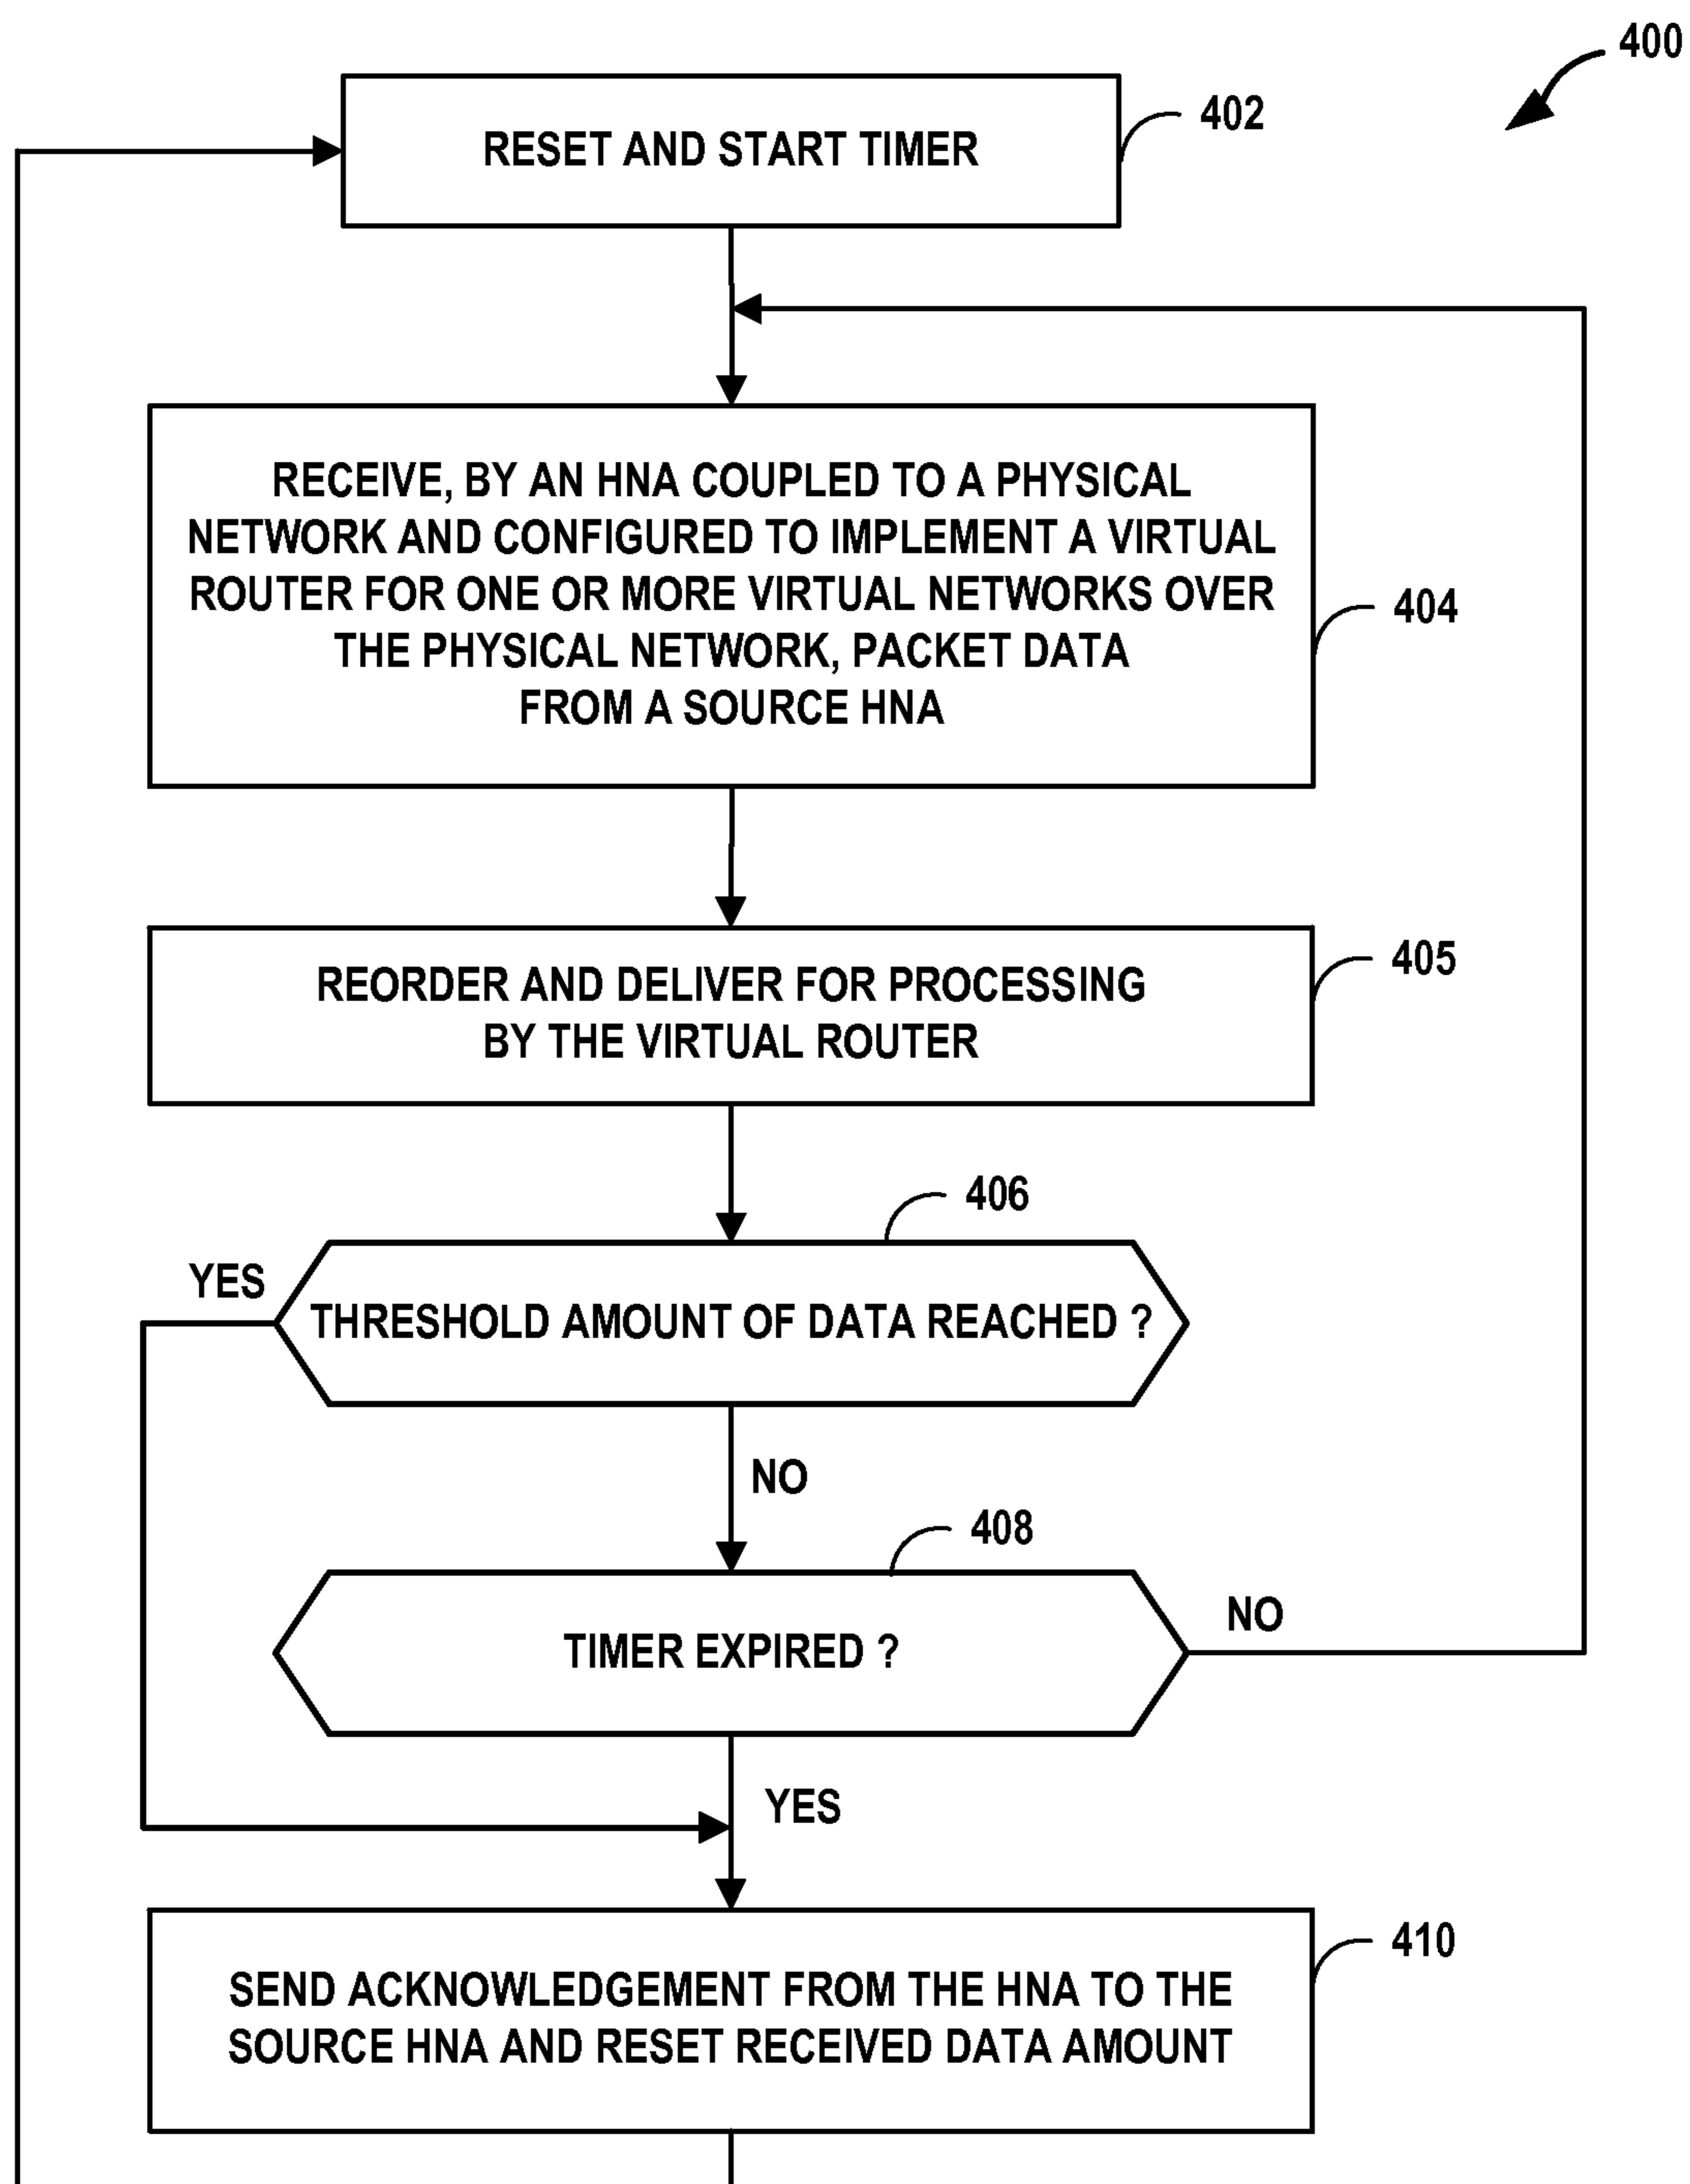 400
402
RESET AND START TIMER
RECEIVE, BY AN HNA COUPLED TO A PHYSICAL
NETWORK AND CONFIGURED TO IMPLEMENT A VIRTUAL
ROUTER FOR ONE OR MORE VIRTUAL NETWORKS OVER
THE PHYSICAL NETWORK, PACKET DATA
FROM A SOURCE HNA
404
405
REORDER AND DELIVER FOR PROCESSING
BY THE VIRTUAL ROUTER
406
YES
THRESHOLD AMOUNT OF DATA REACHED ?
NO
408
NO
TIMER EXPIRED ?
YES
410
SEND ACKNOWLEDGEMENT FROM THE HNA TO THE
SOURCE HNA AND RESET RECEIVED DATA AMOUNT